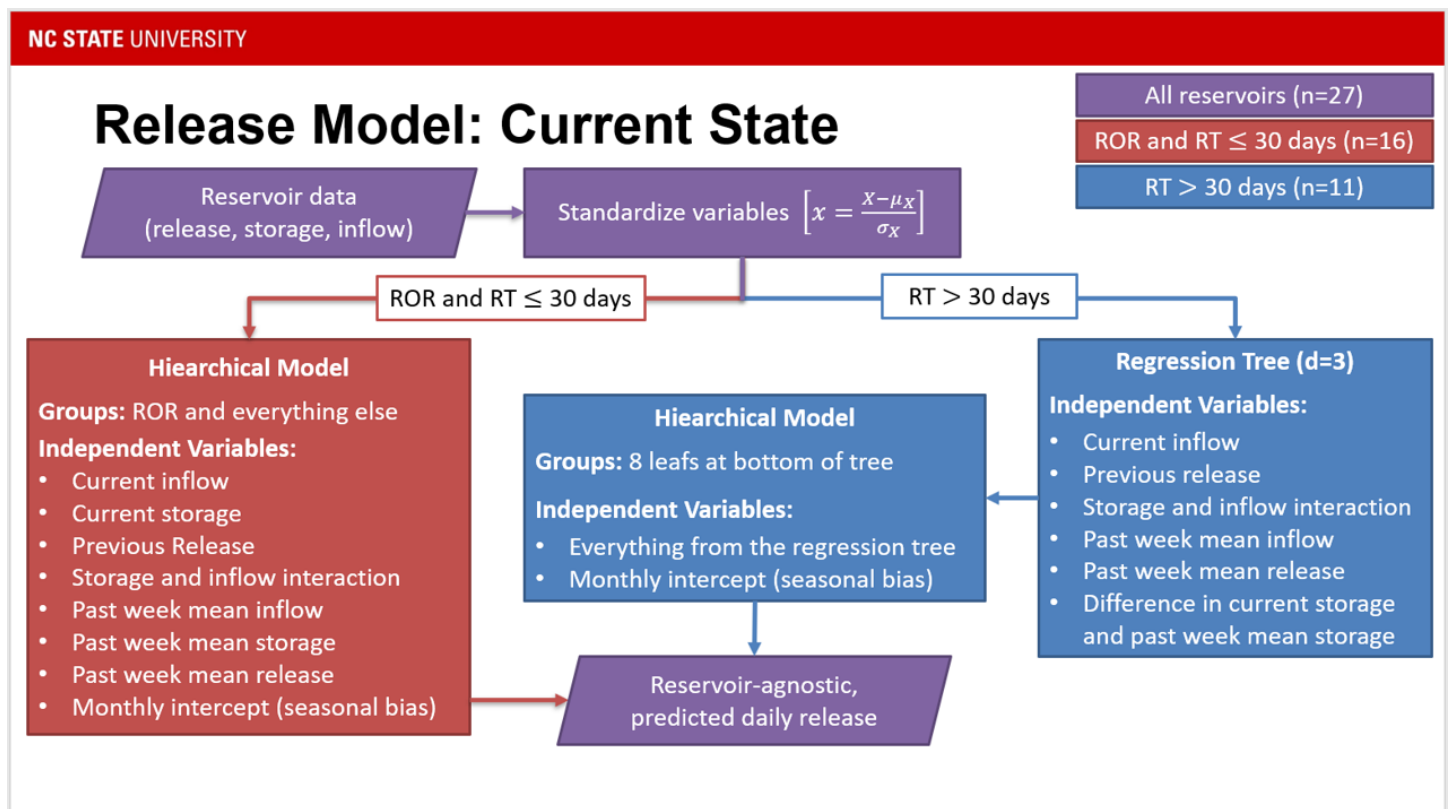 NC STATE UNIVERSITY
Release Model: Current State
All reservoirs (n=27)
ROR and RT ≤ 30 days (n=16)
RT > 30 days (n=11)
Reservoir data
(release, storage, inflow)
Standardize variables [x = (X−μ_X)/σ_X]
ROR and RT ≤ 30 days
RT > 30 days
Hiearchical Model
Groups: ROR and everything else
Independent Variables:
• Current inflow
• Current storage
• Previous Release
• Storage and inflow interaction
• Past week mean inflow
• Past week mean storage
• Past week mean release
• Monthly intercept (seasonal bias)
Hiearchical Model
Groups: 8 leafs at bottom of tree
Independent Variables:
• Everything from the regression tree
• Monthly intercept (seasonal bias)
Regression Tree (d=3)
Independent Variables:
• Current inflow
• Previous release
• Storage and inflow interaction
• Past week mean inflow
• Past week mean release
• Difference in current storage
and past week mean storage
Reservoir-agnostic,
predicted daily release